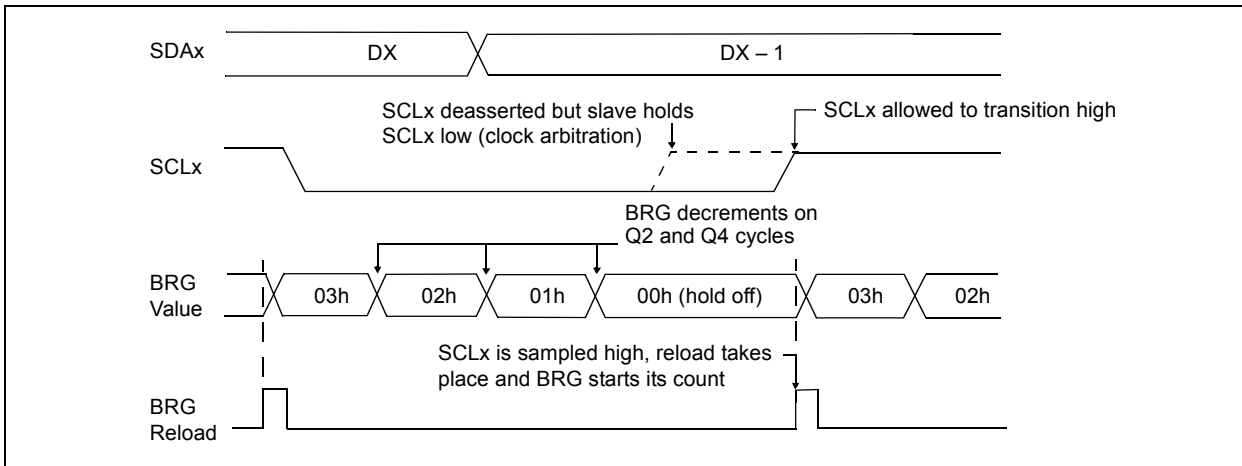 SDAx
DX
DX – 1
SCLx deasserted but slave holds
SCLx low (clock arbitration)
SCLx allowed to transition high
SCLx
BRG decrements on
Q2 and Q4 cycles
BRG
Value
03h
02h
01h
00h (hold off)
03h
02h
SCLx is sampled high, reload takes
place and BRG starts its count
BRG
Reload